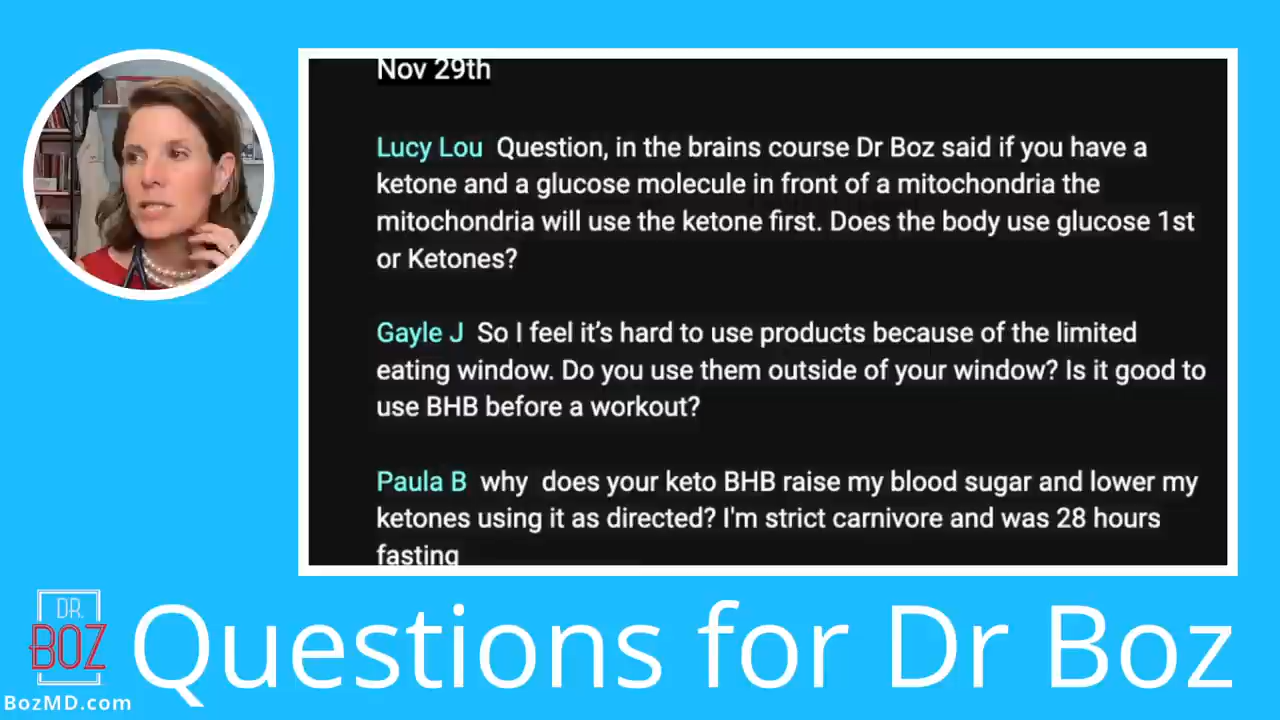 Nov 29th
Lucy Lou Question, in the brains course Dr Boz said if you have a
ketone and a glucose molecule in front of a mitochondria the
mitochondria will use the ketone first. Does the body use glucose 1st
or Ketones?
Gayle J So I feel it's hard to use products because of the limited
eating window. Do you use them outside of your window? Is it good to
use BHB before a workout?
Paula B why does your keto BHB raise my blood sugar and lower my
ketones using it as directed? I'm strict carnivore and was 28 hours
fasting
DR.
BOZ
Questions for Dr Boz
BozMD.com